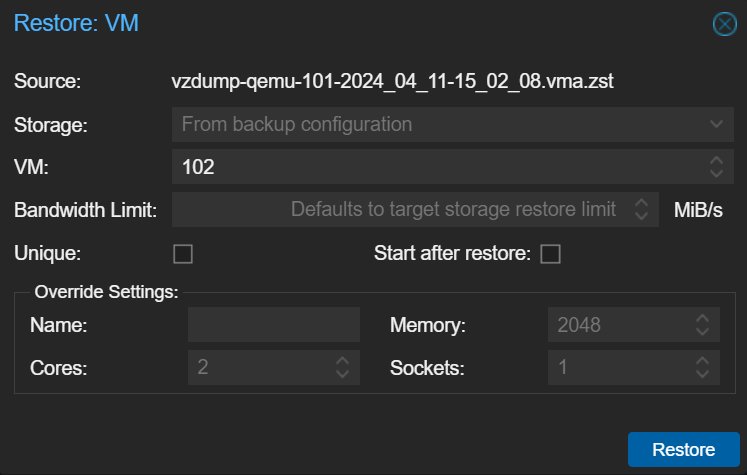 Restore: VM
Source: vzdump-qemu-101-2024_04_11-15_02_08.vma.zst
Storage: From backup configuration
VM: 102
Bandwidth Limit: Defaults to target storage restore limit MiB/s
Unique: Start after restore:
Override Settings:
Name: Memory: 2048
Cores: 2 Sockets: 1
Restore